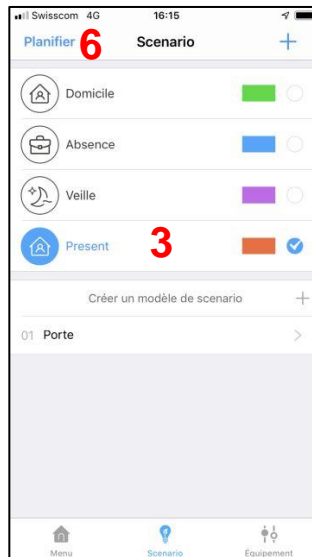 Swisscom 4G 16:15
Planifier 6 Scenario +
Domicile
Absence
Veille
Present 3
Créer un modèle de scenario +
01 Porte >
Menu Scenario Équipement